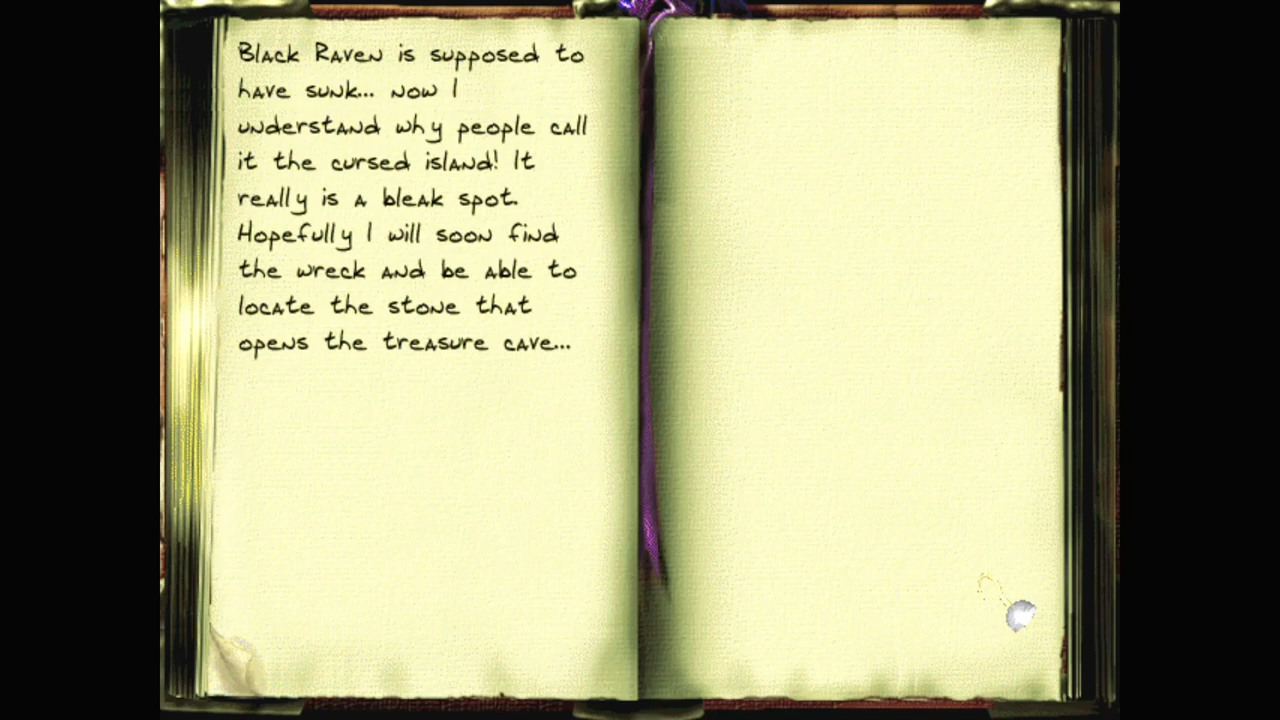 Black Raven is supposed to
have sunk... now I
understand why people call
it the cursed island! It
really is a bleak spot.
Hopefully I will soon find
the wreck and be able to
locate the stone that
opens the treasure cave...